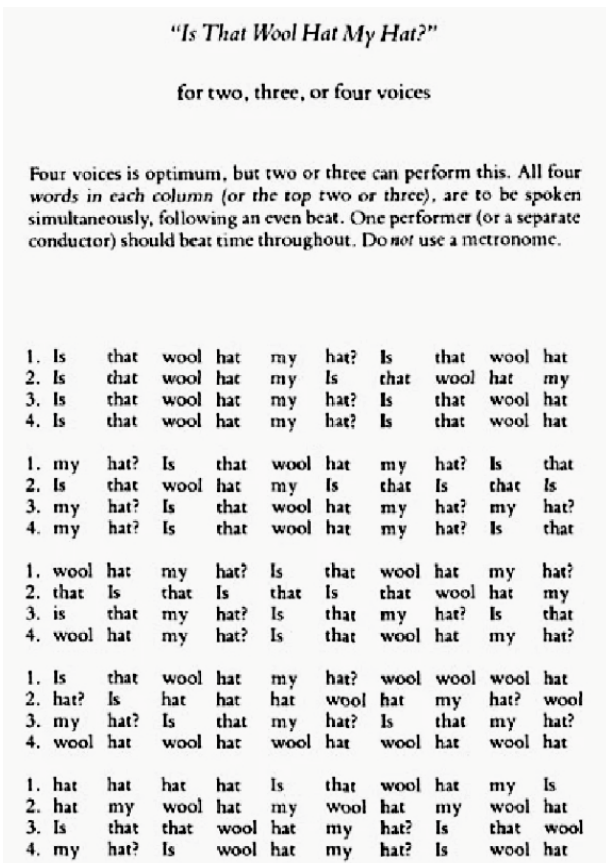 "Is That Wool Hat My Hat?"
for two, three, or four voices
Four voices is optimum, but two or three can perform this. All four
words in each column (or the top two or three), are to be spoken
simultaneously, following an even beat. One performer (or a separate
conductor) should beat time throughout. Do not use a metronome.
1. Is that wool hat my hat? Is that wool hat
2. Is that wool hat my Is that wool hat my
3. Is that wool hat my hat? Is that wool hat
4. Is that wool hat my hat? Is that wool hat
1. my hat? Is that wool hat my hat? Is that
2. Is that wool hat my Is that Is that Is
3. my hat? Is that wool hat my hat? my hat?
4. my hat? Is that wool hat my hat? Is that
1. wool hat my hat? Is that wool hat my hat?
2. that Is that Is that Is that wool hat my
3. is that my hat? Is that my hat? Is that
4. wool hat my hat? Is that wool hat my hat?
1. Is that wool hat my hat? wool wool wool hat
2. hat? Is hat hat hat wool hat my hat? wool
3. my hat? Is that my hat? Is that my hat?
4. wool hat wool hat wool hat wool hat wool hat
1. hat hat hat hat Is that wool hat my Is
2. hat my wool hat my wool hat my wool hat
3. Is that that wool hat my hat? Is that wool
4. my hat? Is wool hat my hat? Is wool hat